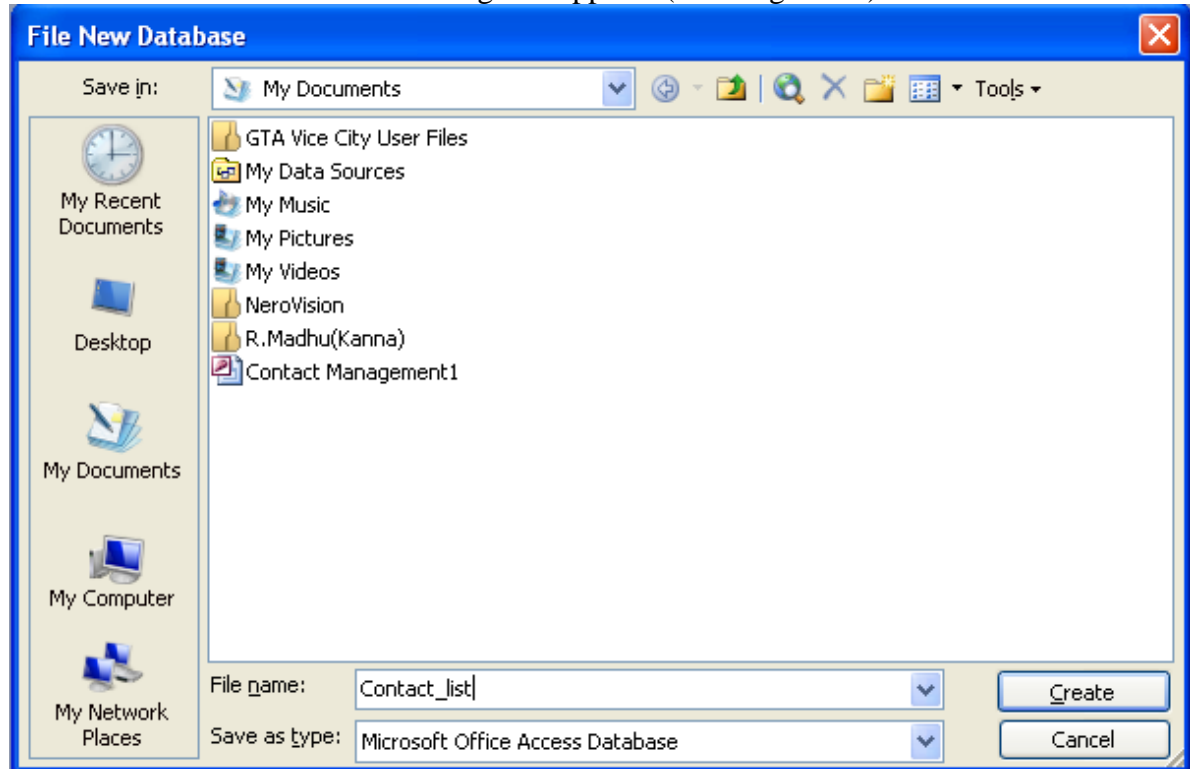 File New Database
Save in:
My Documents
Tools
My Recent
Documents
Desktop
My Documents
My Computer
My Network
Places
GTA Vice City User Files
My Data Sources
My Music
My Pictures
My Videos
NeroVision
R.Madhu(Kanna)
Contact Management1
File name:
Contact_list
Create
Save as type:
Microsoft Office Access Database
Cancel